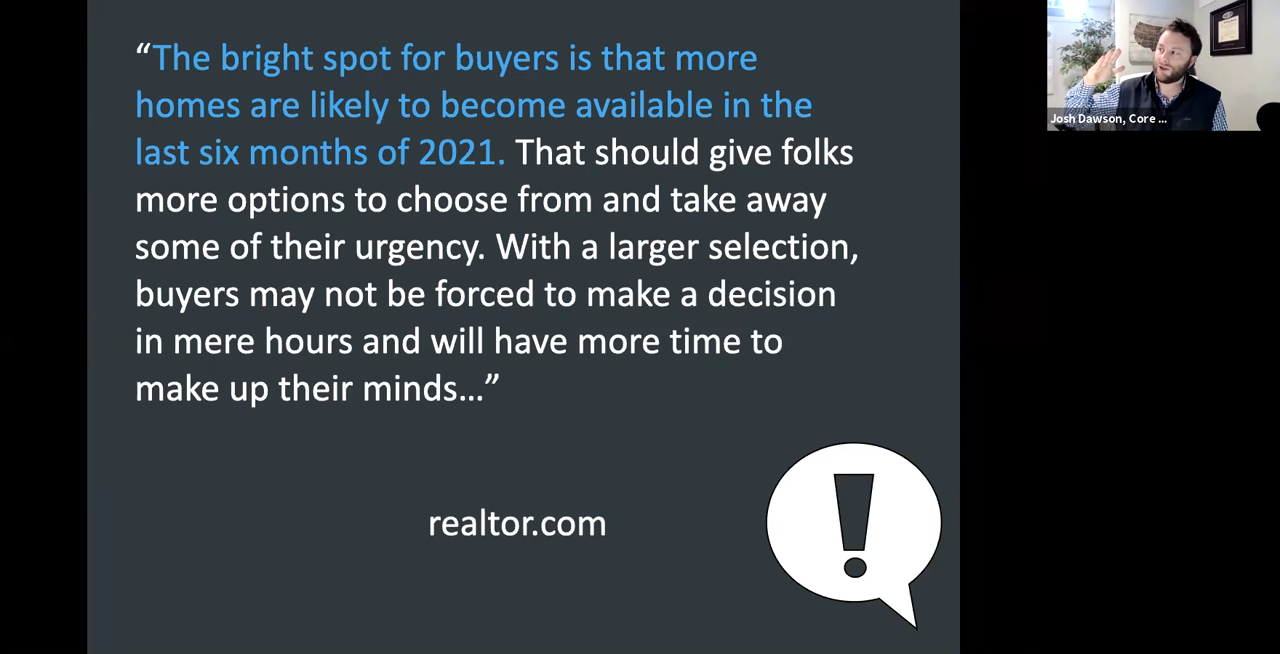 “The bright spot for buyers is that more
homes are likely to become available in the
last six months of 2021. That should give folks
more options to choose from and take away
some of their urgency. With a larger selection,
buyers may not be forced to make a decision
in mere hours and will have more time to
make up their minds…”
realtor.com
!
Josh Dawson, Core ...